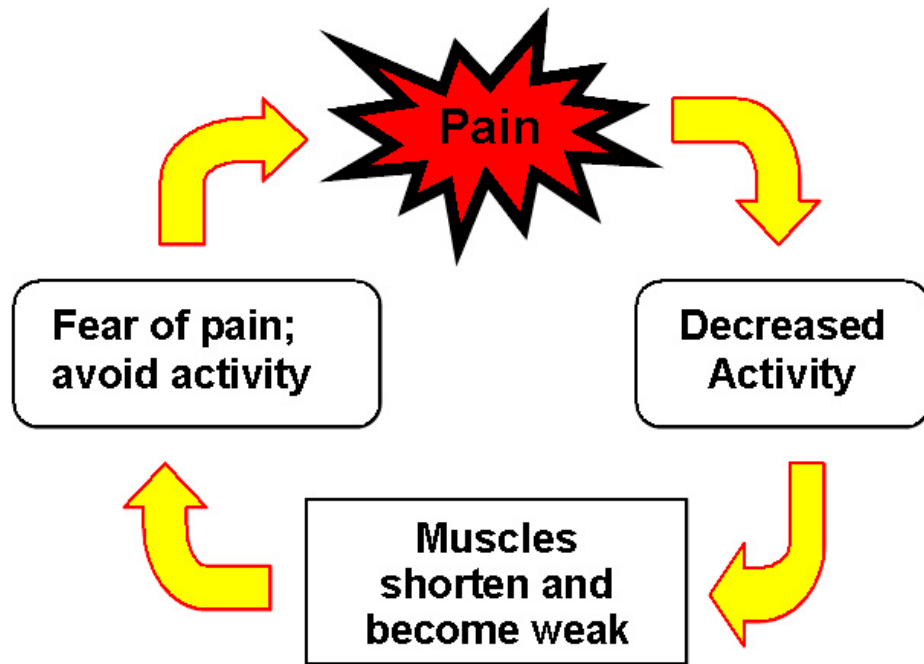 Pain
Decreased
Activity
Muscles
shorten and
become weak
Fear of pain;
avoid activity